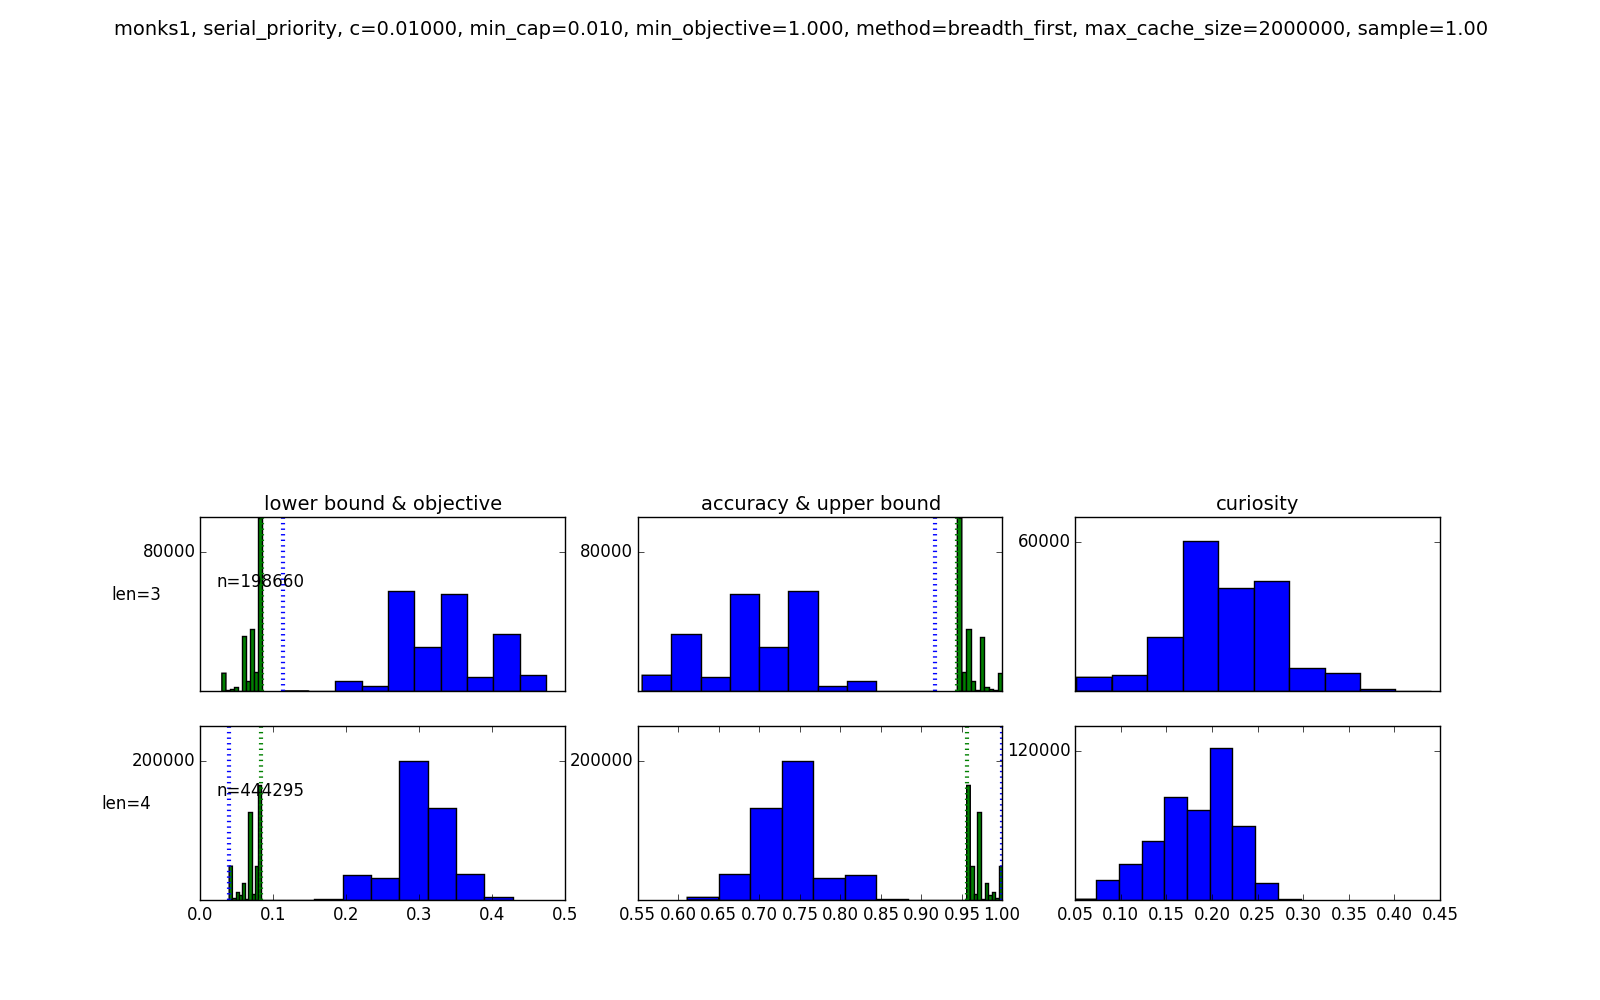 monks1, serial_priority, c=0.01000, min_cap=0.010, min_objective=1.000, method=breadth_first, max_cache_size=2000000, sample=1.00
lower bound & objective
accuracy & upper bound
curiosity
80000
80000
60000
n=198660
len=3
200000
200000
120000
n=444295
len=4
0.0 0.1 0.2 0.3 0.4 0.5
0.55 0.60 0.65 0.70 0.75 0.80 0.85 0.90 0.95 1.00
0.05 0.10 0.15 0.20 0.25 0.30 0.35 0.40 0.45